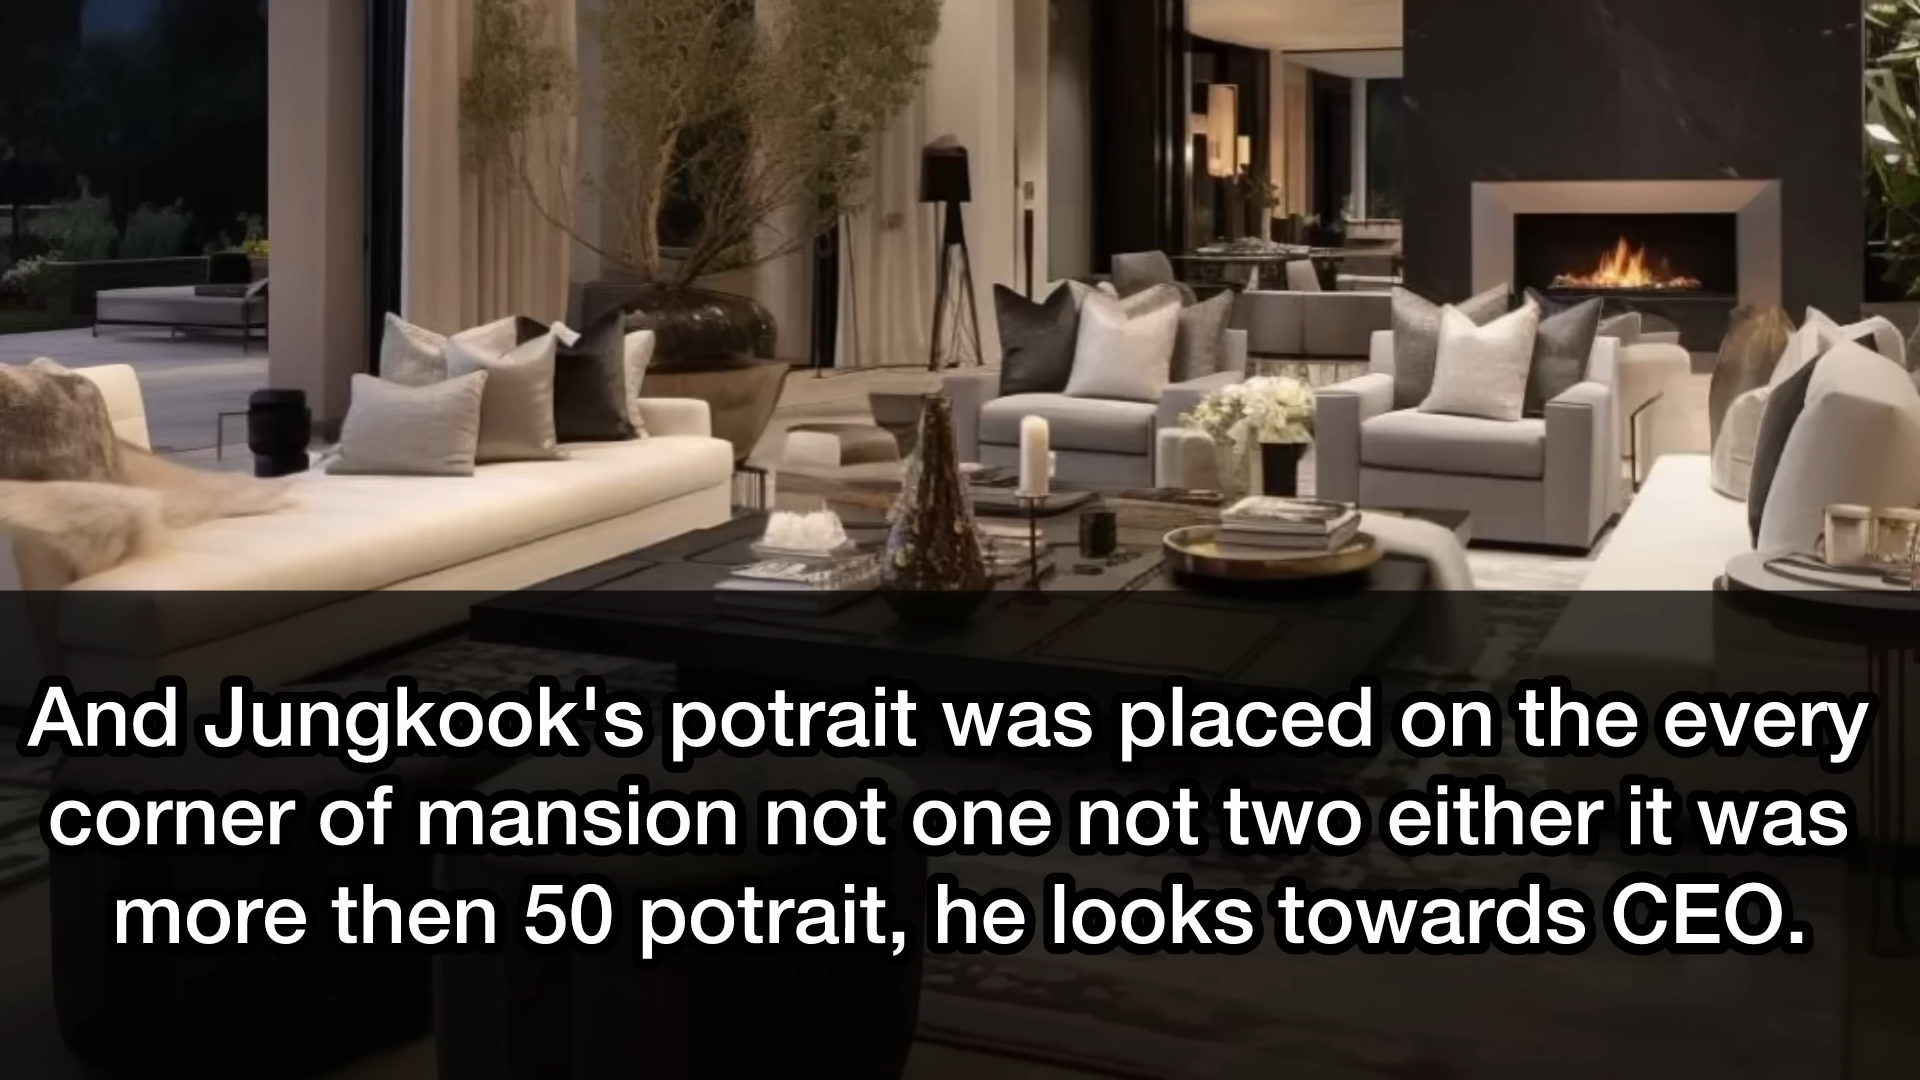 And Jungkook's potrait was placed on the every
corner of mansion not one not two either it was
more then 50 potrait, he looks towards CEO.